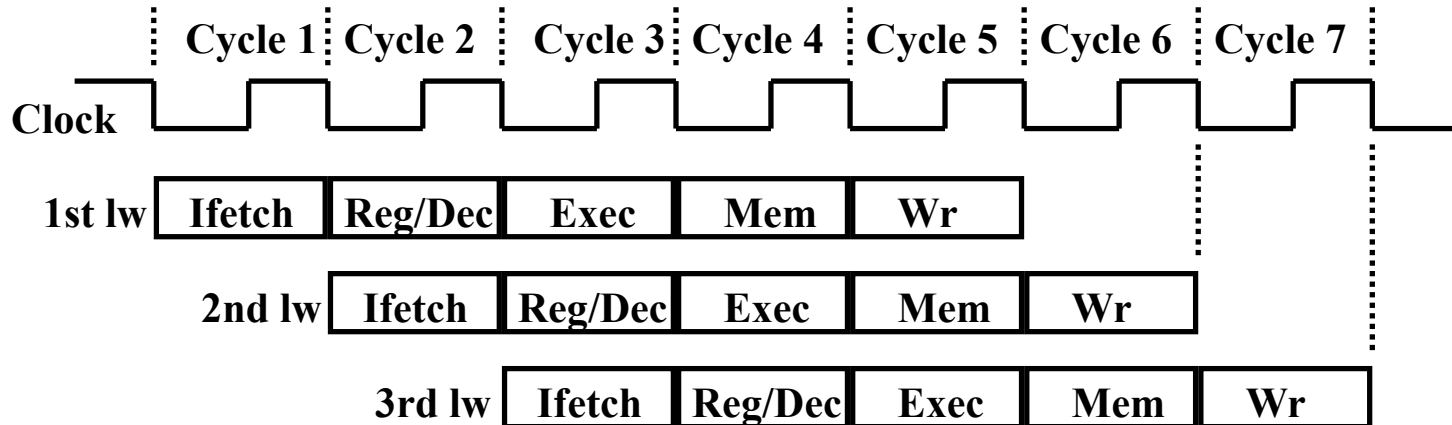 Cycle 1 Cycle 2 Cycle 3 Cycle 4 Cycle 5 Cycle 6 Cycle 7
Clock
1st lw Ifetch Reg/Dec Exec Mem Wr
2nd lw Ifetch Reg/Dec Exec Mem Wr
3rd lw Ifetch Reg/Dec Exec Mem Wr